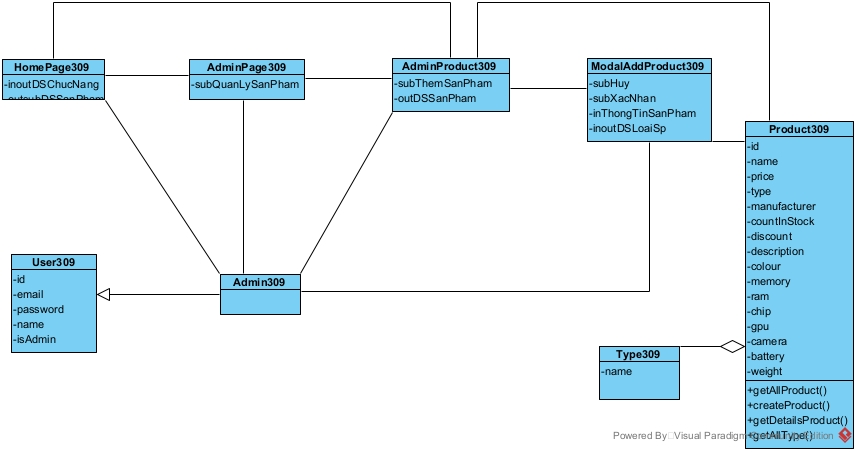 HomePage309
-inoutDSChucNang
-outsubDSSanPham
AdminPage309
-subQuanLySanPham
AdminProduct309
-subThemSanPham
-outDSSanPham
ModalAddProduct309
-subHuy
-subXacNhan
-inThongTinSanPham
-inoutDSLoaiSp
Product309
-id
-name
-price
-type
-manufacturer
-countInStock
-discount
-description
-colour
-memory
-ram
-chip
-gpu
-camera
-battery
-weight
+getAllProduct()
+createProduct()
+getDetailsProduct()
+getAllType()
User309
-id
-email
-password
-name
-isAdmin
Admin309
Type309
-name
Powered By Visual Paradigm Edition